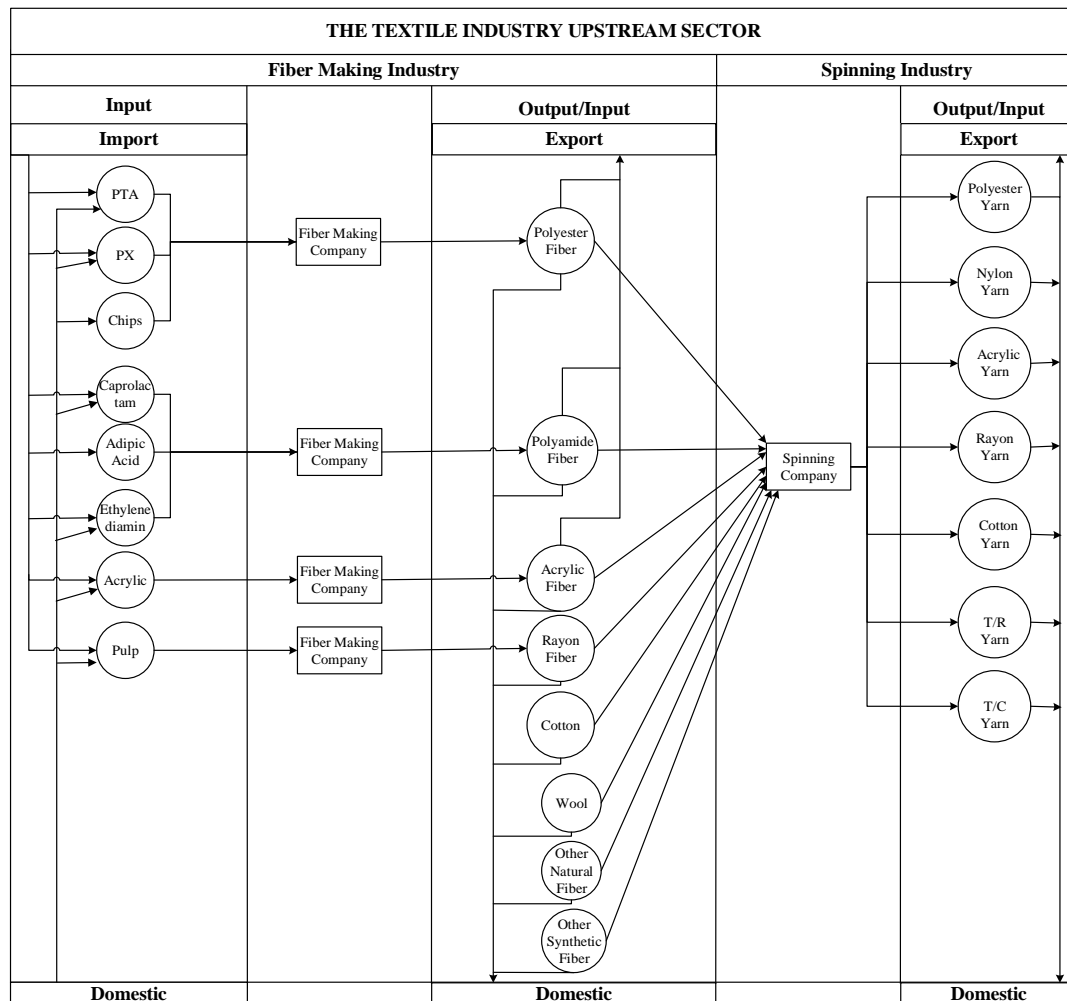 THE TEXTILE INDUSTRY UPSTREAM SECTOR
Fiber Making Industry
Spinning Industry
Input
Output/Input
Output/Input
Import
Export
Export
PTA
PX
Chips
Caprolac
tam
Adipic
Acid
Ethylene
diamin
Acrylic
Pulp
Fiber Making
Company
Fiber Making
Company
Fiber Making
Company
Fiber Making
Company
Polyester
Fiber
Polyamide
Fiber
Acrylic
Fiber
Rayon
Fiber
Cotton
Wool
Other
Natural
Fiber
Other
Synthetic
Fiber
Spinning
Company
Polyester
Yarn
Nylon
Yarn
Acrylic
Yarn
Rayon
Yarn
Cotton
Yarn
T/R
Yarn
T/C
Yarn
Domestic
Domestic
Domestic